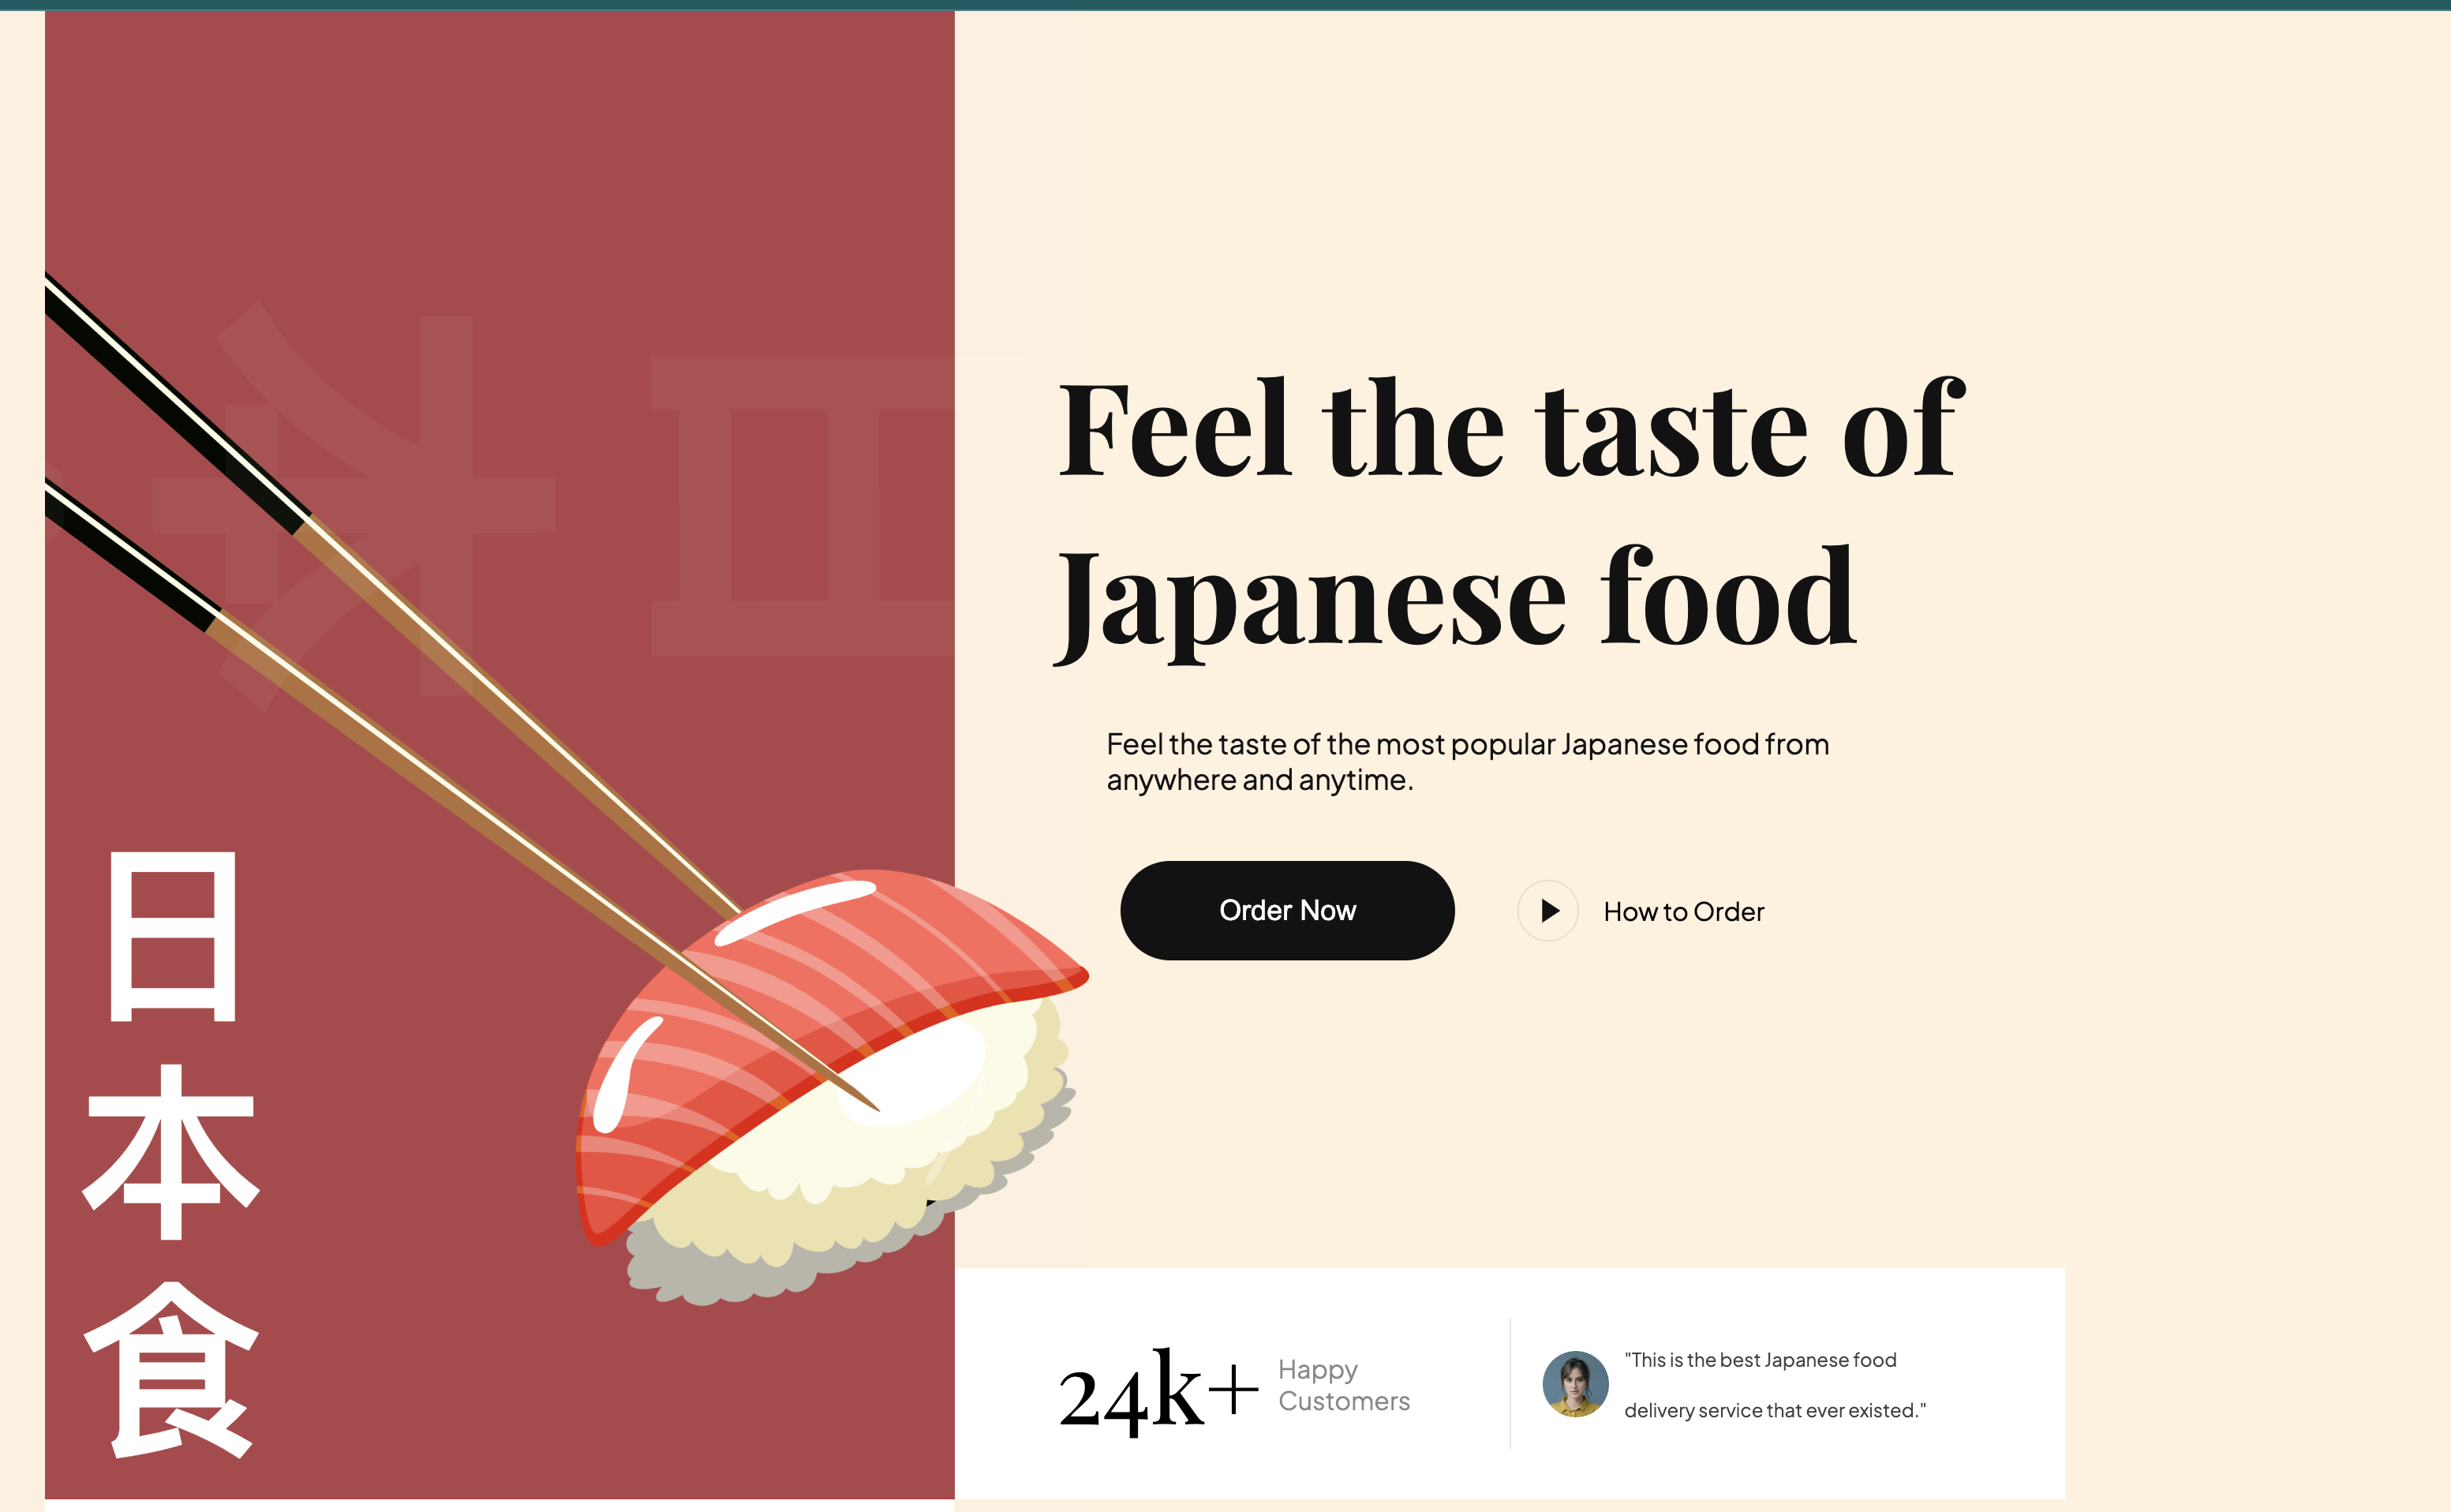 日
本
食
Feel the taste of
Japanese food
Feel the taste of the most popular Japanese food from
anywhere and anytime.
Order Now
How to Order
24k+
Happy
Customers
"This is the best Japanese food
delivery service that ever existed."